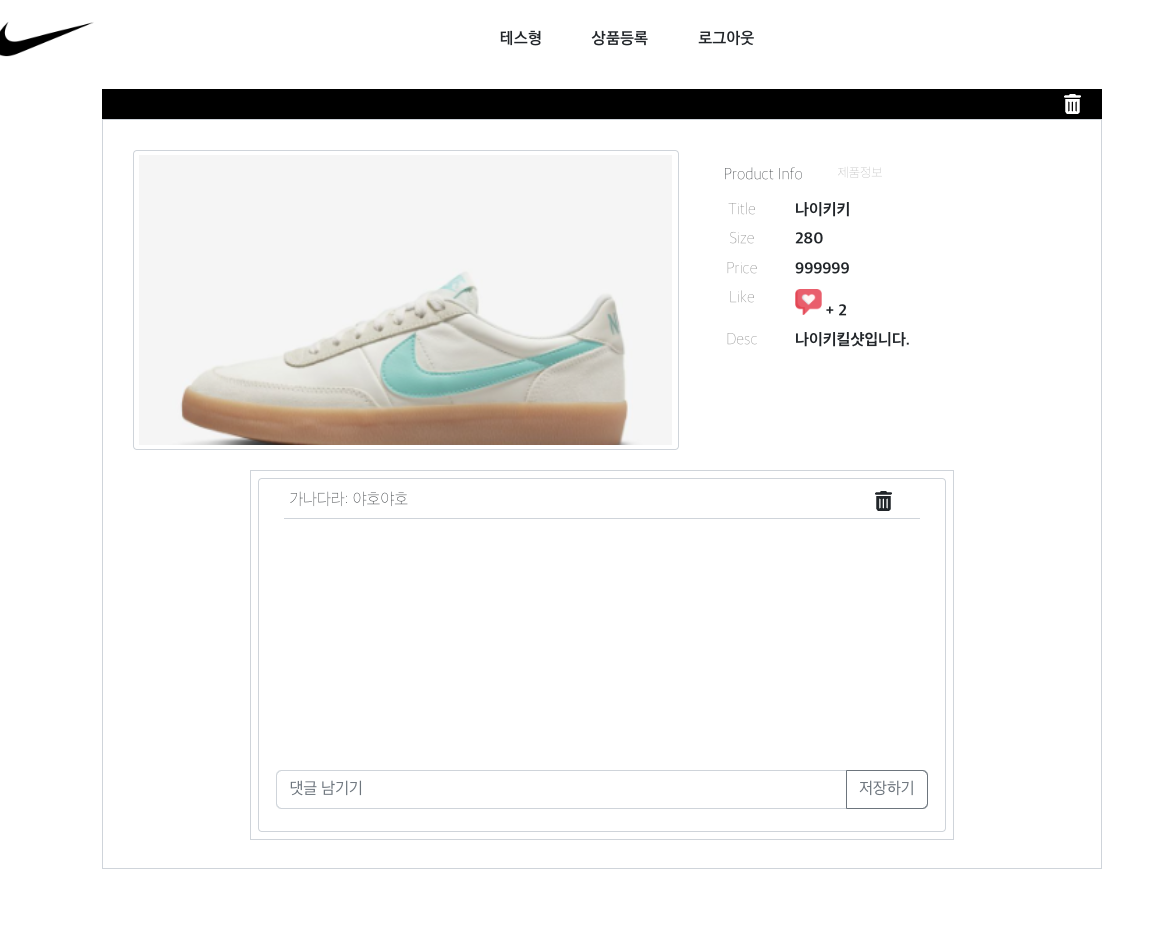 테스형 상품등록 로그아웃
Product Info 제품정보
Title 나이키키
Size 280
Price 999999
Like + 2
Desc 나이키킬샷입니다.
가나다라: 야호야호
댓글 남기기 저장하기